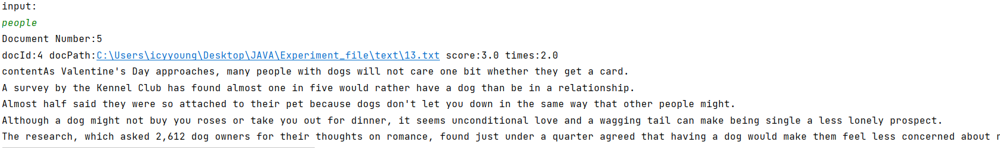 input:
people
Document Number:5
docId:4 docPath:C:\Users\icyyoung\Desktop\JAVA\Experiment_file\text\13.txt score:3.0 times:2.0
contentAs Valentine's Day approaches, many people with dogs will not care one bit whether they get a card.
A survey by the Kennel Club has found almost one in five would rather have a dog than be in a relationship.
Almost half said they were so attached to their pet because dogs don't let you down in the same way that other people might.
Although a dog might not buy you roses or take you out for dinner, it seems unconditional love and a wagging tail can make being single a less lonely prospect.
The research, which asked 2,612 dog owners for their thoughts on romance, found just under a quarter agreed that having a dog would make them feel less concerned about